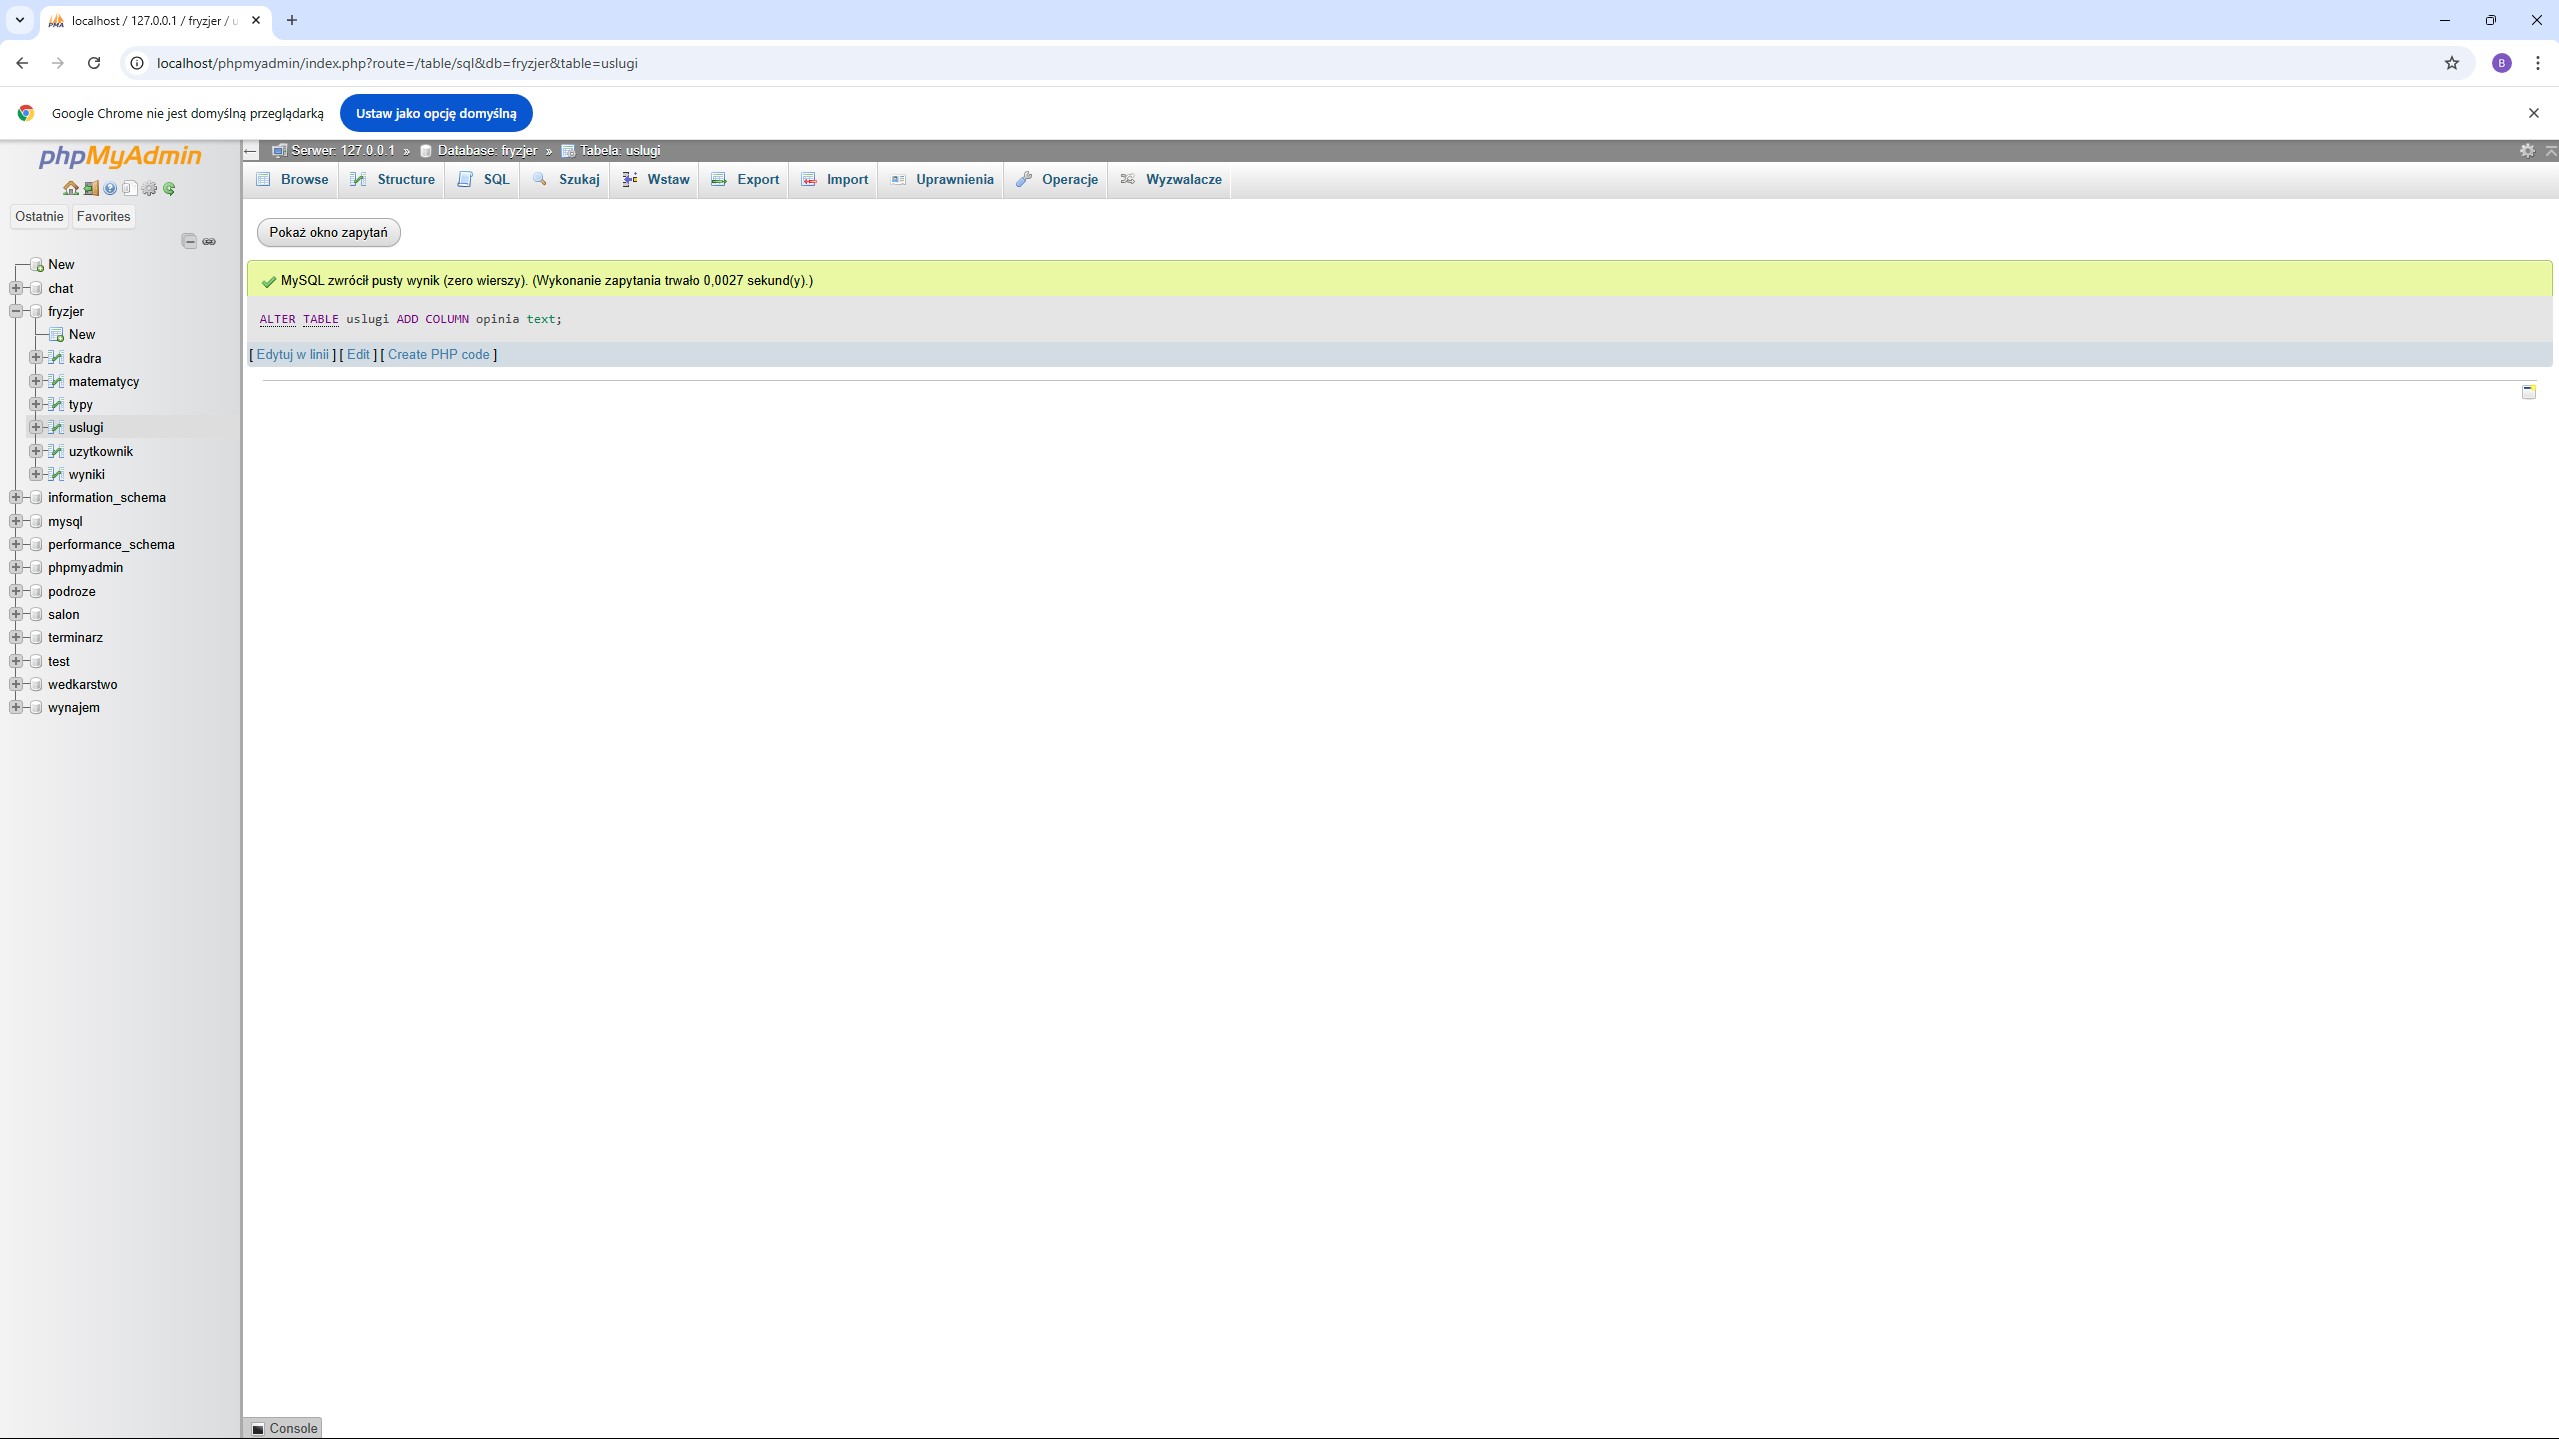 localhost / 127.0.0.1 / fryzjer / u
localhost/phpmyadmin/index.php?route=/table/sql&db=fryzjer&table=uslugi
B
Google Chrome nie jest domyślną przeglądarką
Ustaw jako opcję domyślną
phpMyAdmin
Ostatnie
Favorites
New
chat
fryzjer
New
kadra
matematycy
typy
uslugi
uzytkownik
wyniki
information_schema
mysql
performance_schema
phpmyadmin
podroze
salon
terminarz
test
wedkarstwo
wynajem
Serwer: 127.0.0.1 » Database: fryzjer » Tabela: uslugi
Browse Structure SQL Szukaj Wstaw Export Import Uprawnienia Operacje Wyzwalacze
Pokaż okno zapytań
MySQL zwrócił pusty wynik (zero wierszy). (Wykonanie zapytania trwało 0,0027 sekund(y).)
ALTER TABLE uslugi ADD COLUMN opinia text;
[ Edytuj w linii ] [ Edit ] [ Create PHP code ]
Console